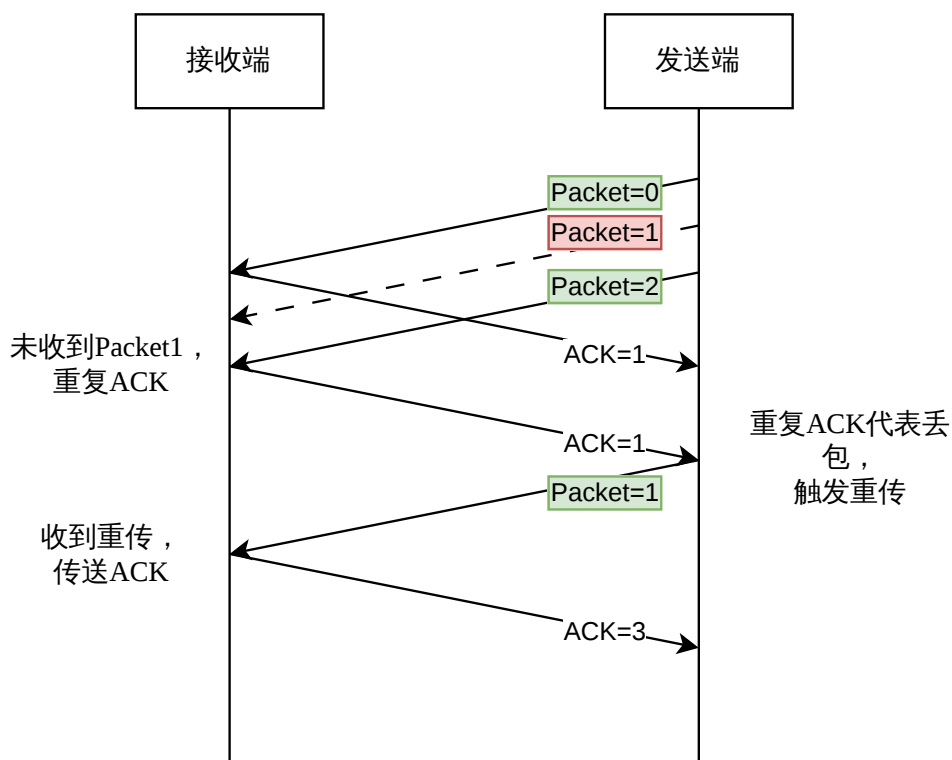 接收端
发送端
Packet=0
Packet=1
Packet=2
未收到Packet1，
重复ACK
ACK=1
ACK=1
重复ACK代表丢
包，
触发重传
Packet=1
收到重传，
传送ACK
ACK=3